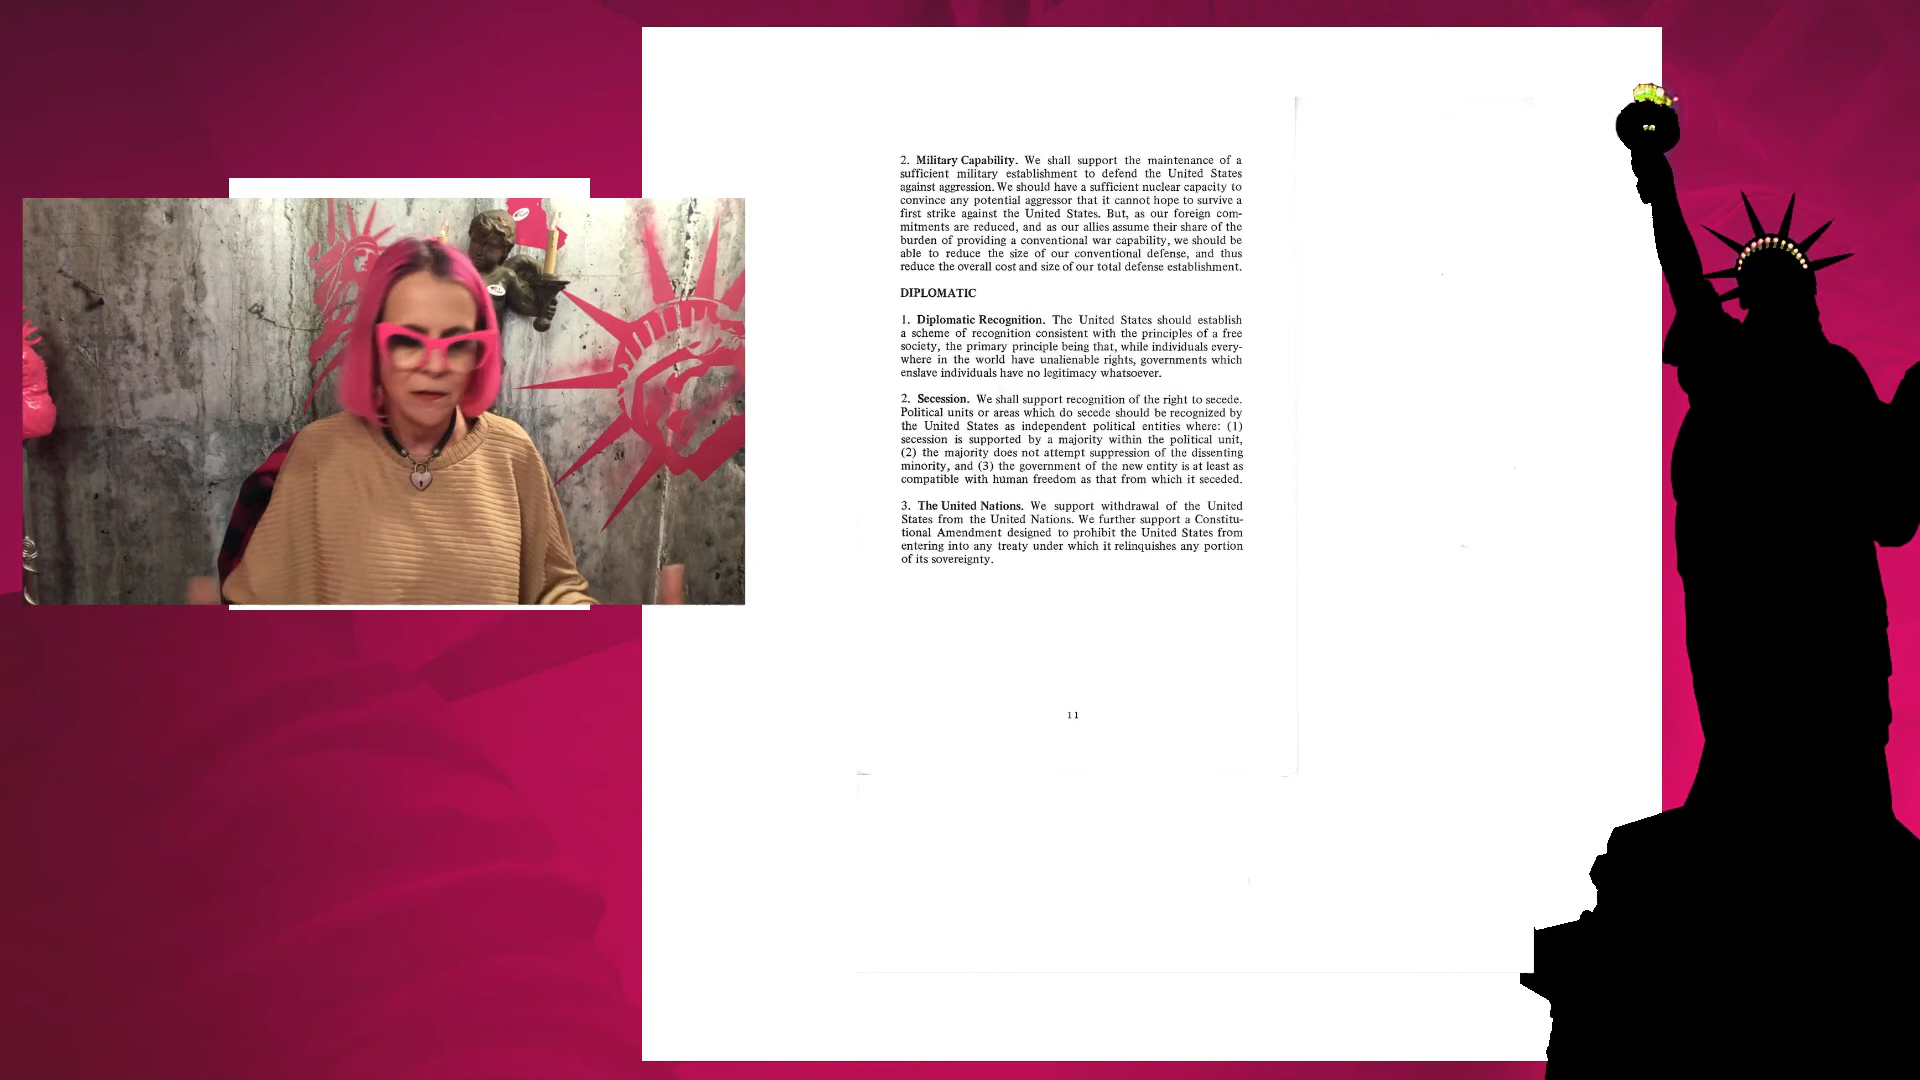 2. Military Capability. We shall support the maintenance of a
sufficient military establishment to defend the United States
against aggression. We should have a sufficient nuclear capacity to
convince any potential aggressor that it cannot hope to survive a
first strike against the United States. But, as our foreign com-
mitments are reduced, and as our allies assume their share of the
burden of providing a conventional war capability, we should be
able to reduce the size of our conventional defense, and thus
reduce the overall cost and size of our total defense establishment.
DIPLOMATIC
1. Diplomatic Recognition. The United States should establish
a scheme of recognition consistent with the principles of a free
society, the primary principle being that, while individuals every-
where in the world have unalienable rights, governments which
enslave individuals have no legitimacy whatsoever.
2. Secession. We shall support recognition of the right to secede.
Political units or areas which do secede should be recognized by
the United States as independent political entities where: (1)
secession is supported by a majority within the political unit,
(2) the majority does not attempt suppression of the dissenting
minority, and (3) the government of the new entity is at least as
compatible with human freedom as that from which it seceded.
3. The United Nations. We support withdrawal of the United
States from the United Nations. We further support a Constitu-
tional Amendment designed to prohibit the United States from
entering into any treaty under which it relinquishes any portion
of its sovereignty.
11